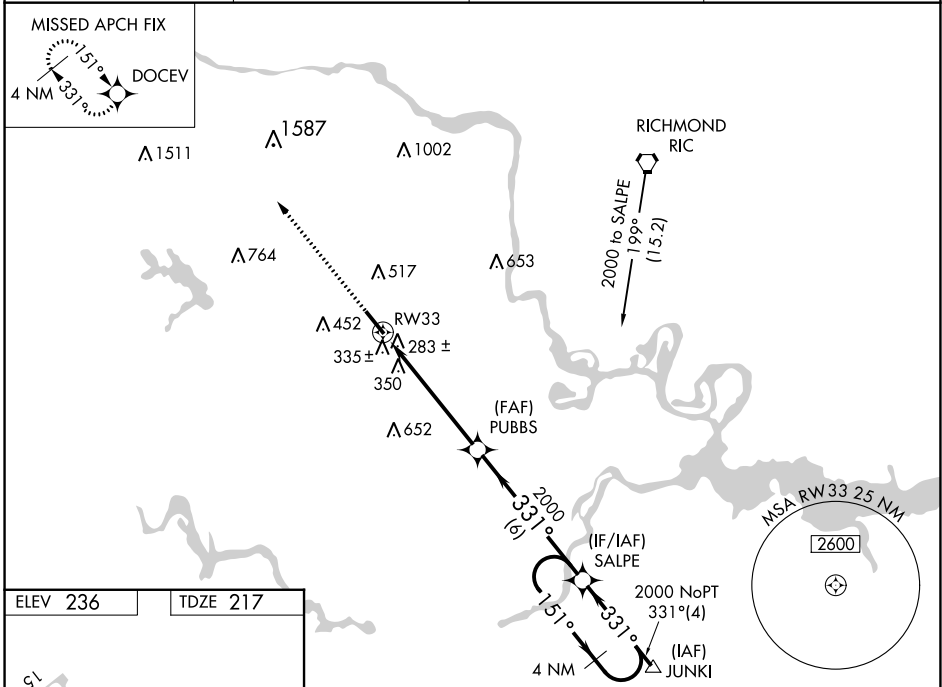 MISSED APCH FIX
151°
DOCEV
4 NM
331°
1511
1587
1002
RICHMOND
RIC
2000 to SALPE
199°
(15.2)
764
517
653
452
RW33
335 ±
283 ±
350
652
(FAF)
PUBBS
2000
331°
(6)
(IF/IAF)
SALPE
MSA RW33 25 NM
2600
2000 NoPT
331°(4)
151°
331°
4 NM
(IAF)
JUNKI
ELEV 236
TDZE 217
15